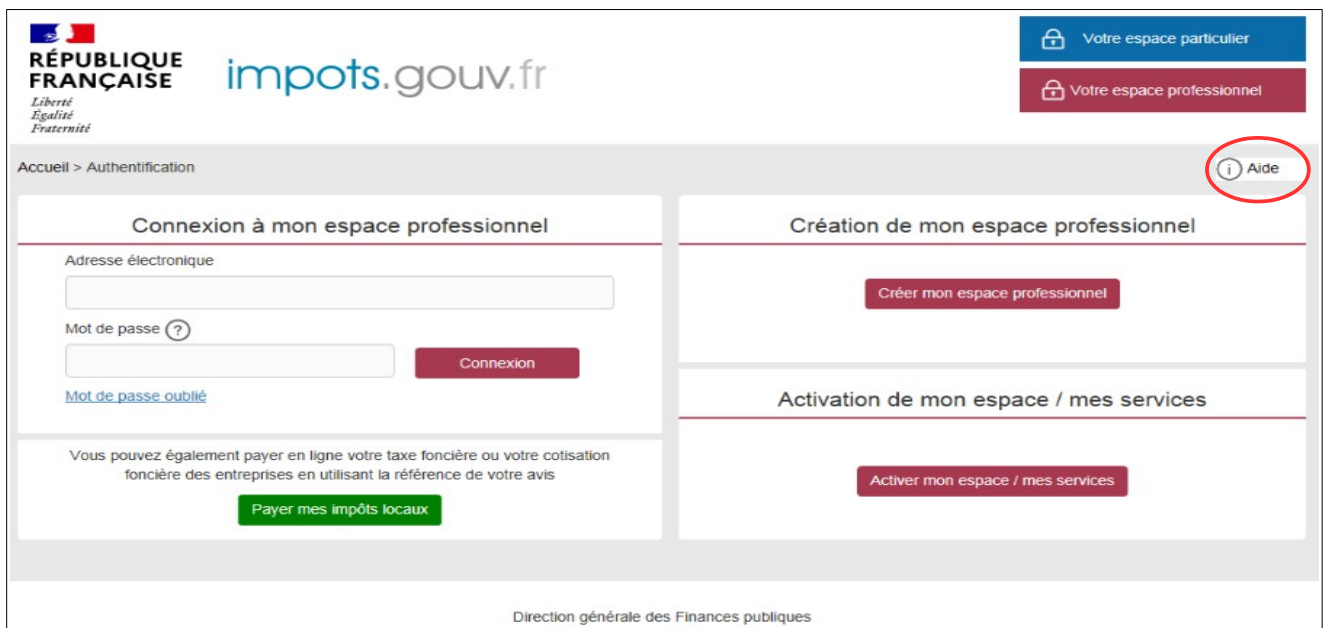 RÉPUBLIQUE
FRANÇAISE
Liberté
Égalité
Fraternité
impots.gouv.fr
Votre espace particulier
Votre espace professionnel
Accueil > Authentification
i Aide
Connexion à mon espace professionnel
Adresse électronique
Mot de passe ?
Connexion
Mot de passe oublié
Vous pouvez également payer en ligne votre taxe foncière ou votre cotisation
foncière des entreprises en utilisant la référence de votre avis
Payer mes impôts locaux
Création de mon espace professionnel
Créer mon espace professionnel
Activation de mon espace / mes services
Activer mon espace / mes services
Direction générale des Finances publiques